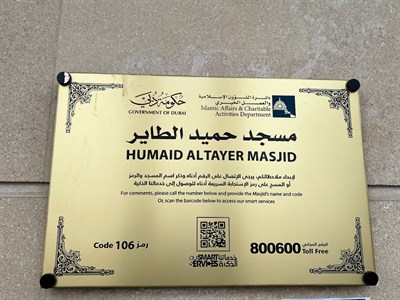 حكومة دبي
GOVERNMENT OF DUBAI
دائرة الشؤون الإسلامية
والعمل الخيري
Islamic Affairs & Charitable
Activities Department
مسجد حميد الطاير
HUMAID ALTAYER MASJID
لإبداء ملاحظاتكم، يرجى الإتصال على الرقم أدناه وذكر اسم المسجد والرمز
أو المسح على رمز الإستجابة السريعة أدناه للوصول إلى خدماتنا الذكية
For comments, please call the number below and provide the Masjid's name and code
Or, scan the barcode below to access our smart services
Code 106 رمز
OUR SMART SERVICES
خدماتنا الذكية
800600
الرقم المجاني
Toll Free